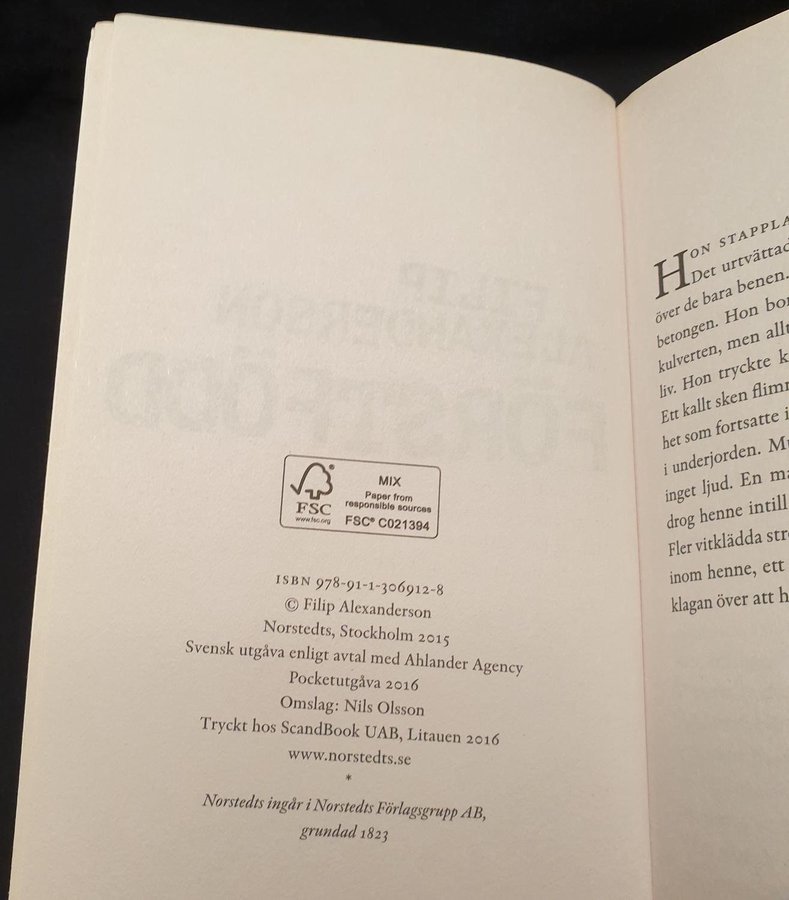 FSC
www.fsc.org
MIX
Paper from
responsible sources
FSC® C021394
ISBN 978-91-1-306912-8
© Filip Alexanderson
Norstedts, Stockholm 2015
Svensk utgåva enligt avtal med Ahlander Agency
Pocketutgåva 2016
Omslag: Nils Olsson
Tryckt hos ScandBook UAB, Litauen 2016
www.norstedts.se
*
Norstedts ingår i Norstedts Förlagsgrupp AB,
grundad 1823
HON STAPPLA
Det urtvättad
över de bara benen.
betongen. Hon bor
kulverten, men allt
liv. Hon tryckte k
Ett kallt sken flimr
het som fortsatte i
i underjorden. Mu
inget ljud. En ma
drog henne intill
Fler vitklädda str
inom henne, ett
klagan över att h